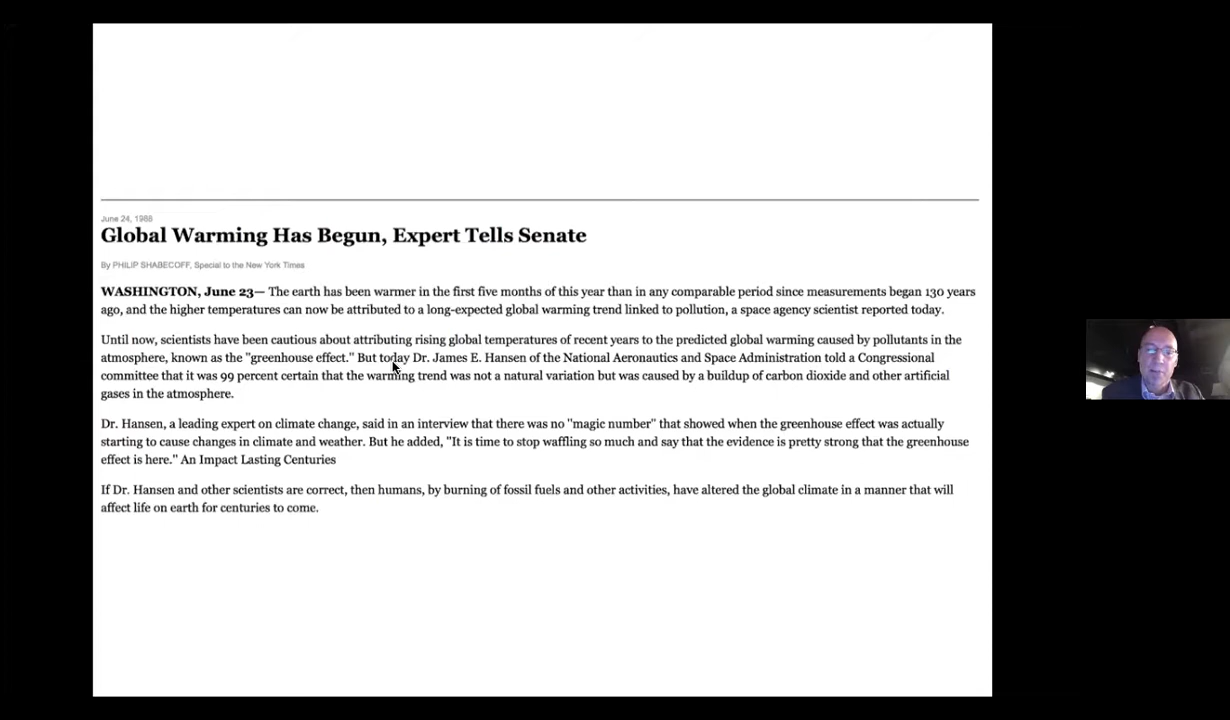 June 24, 1988
Global Warming Has Begun, Expert Tells Senate
By PHILIP SHABECOFF, Special to the New York Times
WASHINGTON, June 23— The earth has been warmer in the first five months of this year than in any comparable period since measurements began 130 years
ago, and the higher temperatures can now be attributed to a long-expected global warming trend linked to pollution, a space agency scientist reported today.
Until now, scientists have been cautious about attributing rising global temperatures of recent years to the predicted global warming caused by pollutants in the
atmosphere, known as the "greenhouse effect." But today Dr. James E. Hansen of the National Aeronautics and Space Administration told a Congressional
committee that it was 99 percent certain that the warming trend was not a natural variation but was caused by a buildup of carbon dioxide and other artificial
gases in the atmosphere.
Dr. Hansen, a leading expert on climate change, said in an interview that there was no "magic number" that showed when the greenhouse effect was actually
starting to cause changes in climate and weather. But he added, "It is time to stop waffling so much and say that the evidence is pretty strong that the greenhouse
effect is here." An Impact Lasting Centuries
If Dr. Hansen and other scientists are correct, then humans, by burning of fossil fuels and other activities, have altered the global climate in a manner that will
affect life on earth for centuries to come.